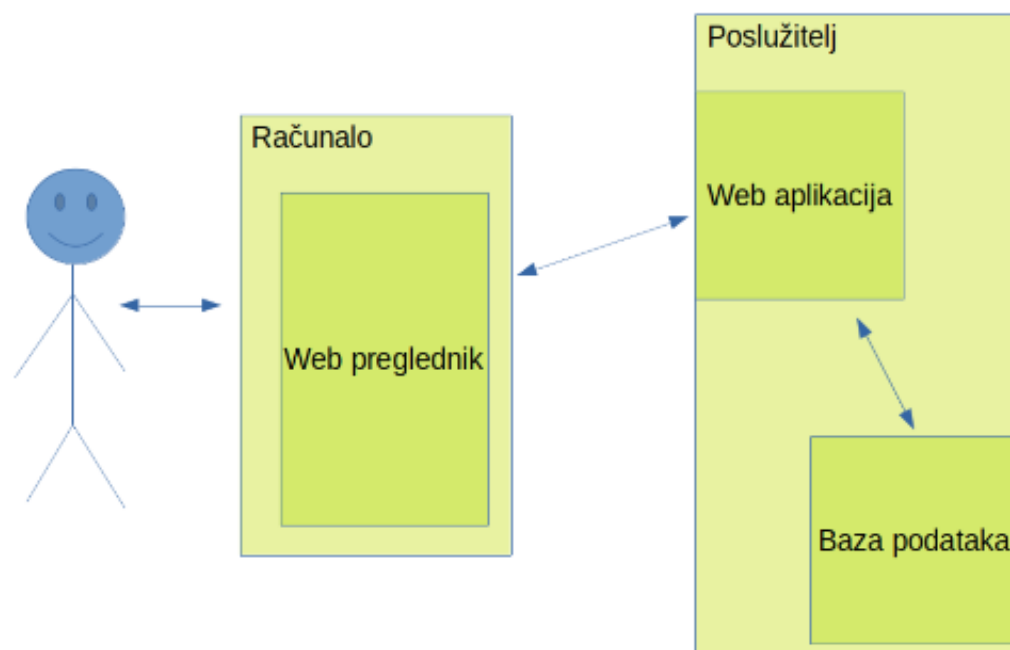 Poslužitelj
Računalo
Web aplikacija
Web preglednik
Baza podataka